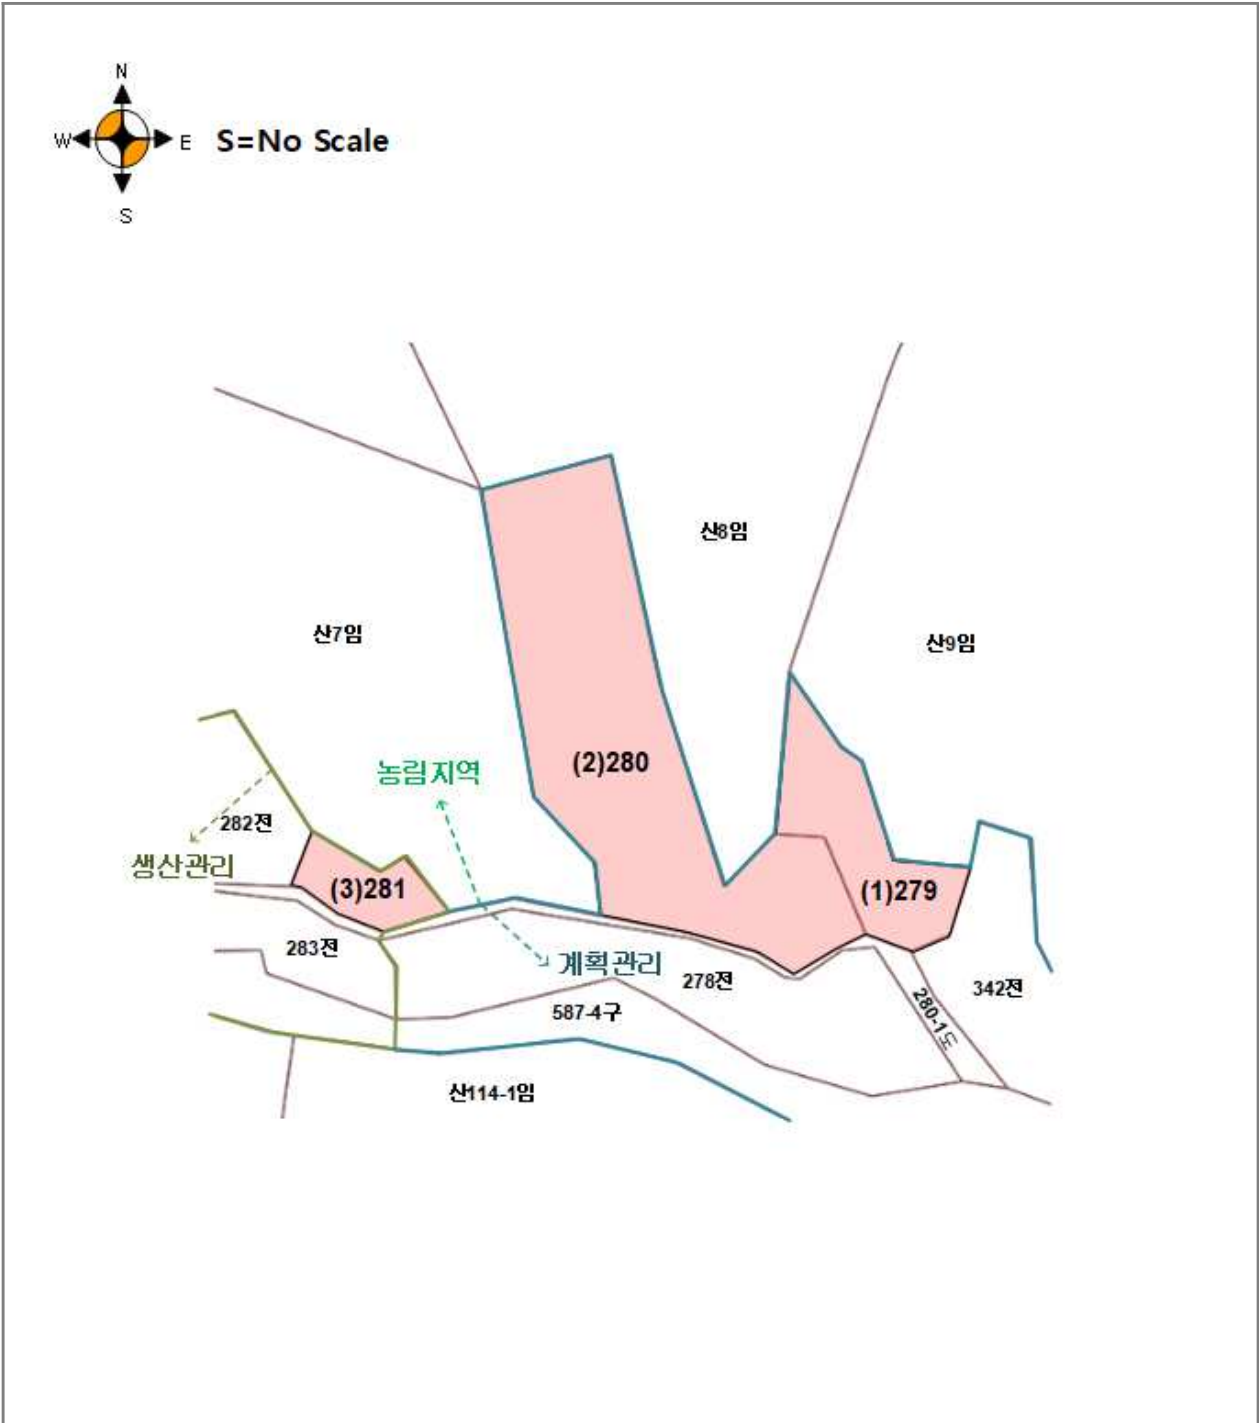 N
W E S=No Scale
S
산8임
산7임
산9임
(2)280
농림지역
282전
생산관리
(3)281
(1)279
283전
계획관리
278전
342전
587-4구
280-1도
산114-1임